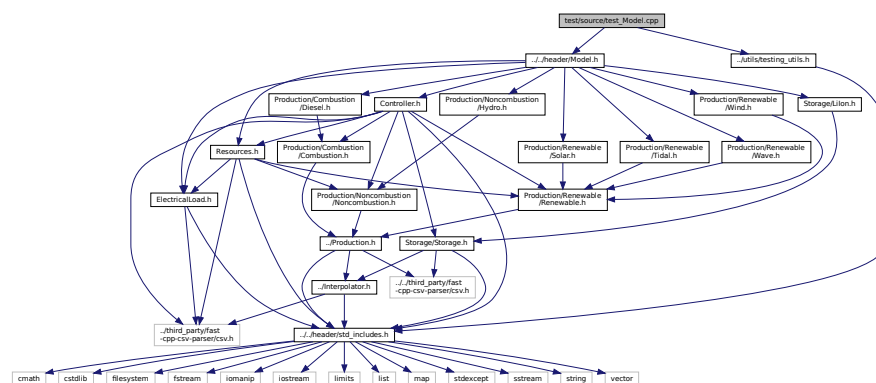 test/source/test_Model.cpp
../../header/Model.h
../utils/testing_utils.h
Production/Combustion
/Diesel.h
Controller.h
Production/Noncombustion
/Hydro.h
Production/Renewable
/Wind.h
Storage/LiIon.h
Resources.h
Production/Combustion
/Combustion.h
Production/Renewable
/Solar.h
Production/Renewable
/Tidal.h
Production/Renewable
/Wave.h
ElectricalLoad.h
Production/Noncombustion
/Noncombustion.h
Production/Renewable
/Renewable.h
../Production.h
Storage/Storage.h
../Interpolator.h
../../third_party/fast
-cpp-csv-parser/csv.h
../third_party/fast
-cpp-csv-parser/csv.h
../../header/std_includes.h
cmath
cstdlib
filesystem
fstream
iomanip
iostream
limits
list
map
stdexcept
sstream
string
vector